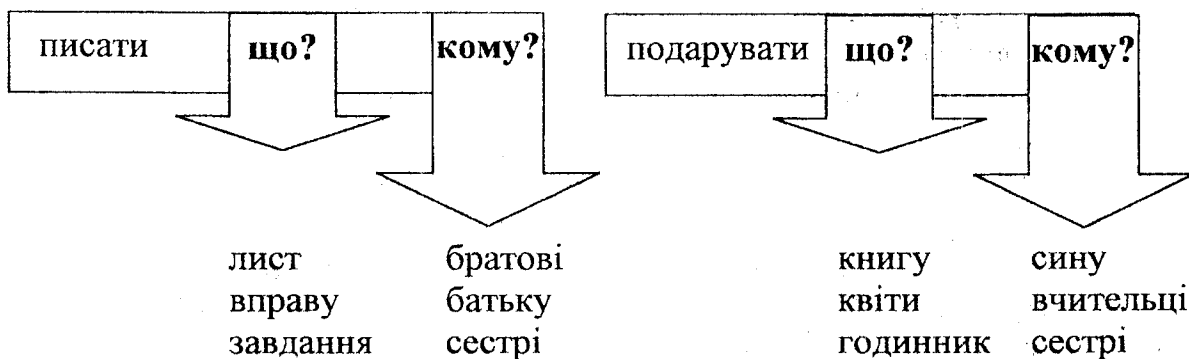 писати що? кому? подарувати що? кому?
лист братові книгу сину
вправу батьку квіти вчительці
завдання сестрі годинник сестрі